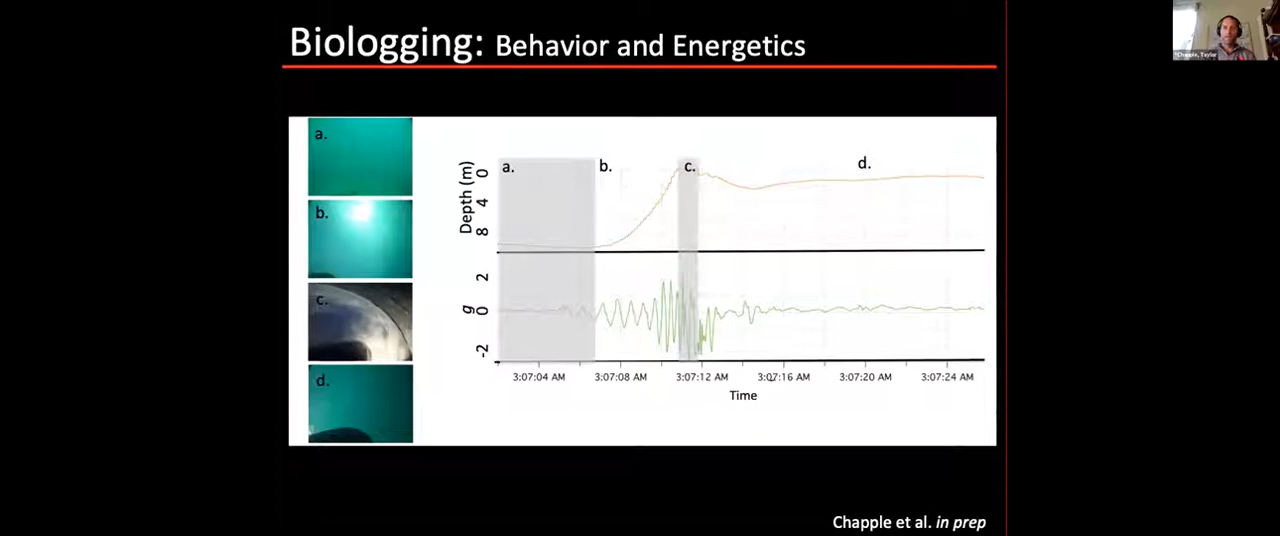 Biologging: Behavior and Energetics
Chapple, Taylor
a.
b.
c.
d.
a.
b.
c.
d.
Depth (m)
0
4
8
g
2
0
-2
3:07:04 AM 3:07:08 AM 3:07:12 AM 3:07:16 AM 3:07:20 AM 3:07:24 AM
Time
Chapple et al. in prep